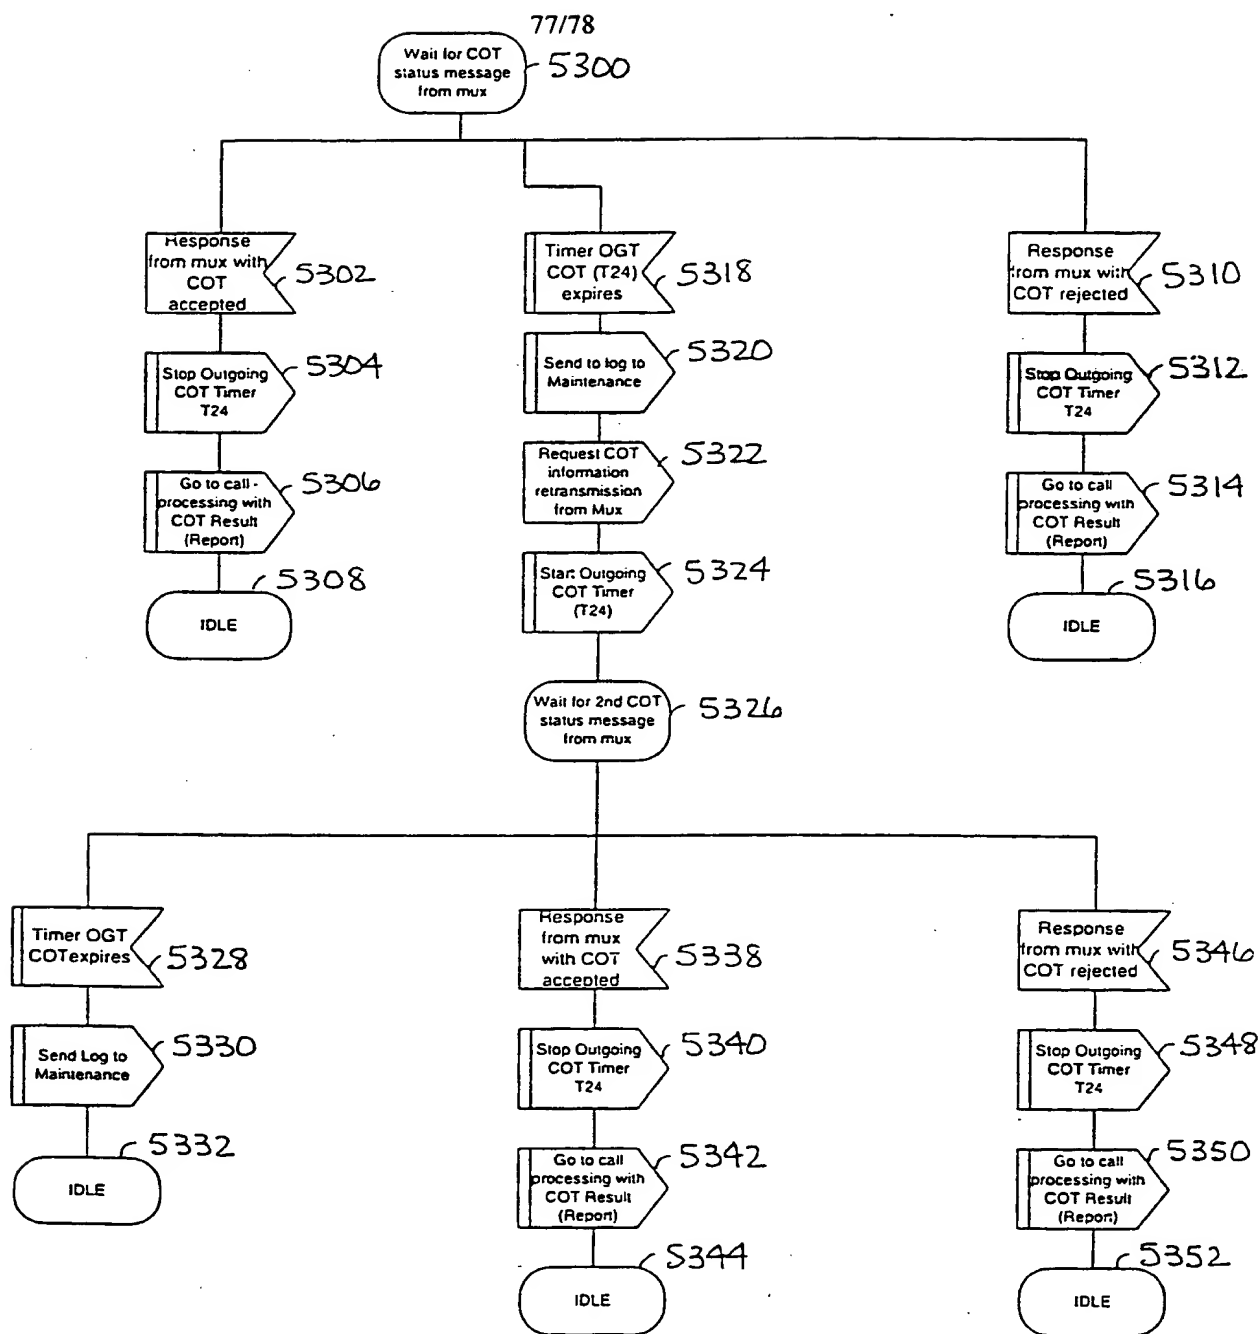 77/78
Wait for COT
status message
from mux
5300
Response
from mux with
COT
accepted
5302
Stop Outgoing
COT Timer
T24
5304
Go to call -
processing with
COT Result
(Report)
5306
5308
IDLE
Timer OGT
COT (T24)
expires
5318
Send to log to
Maintenance
5320
Request COT
information
retransmission
from Mux
5322
Start Outgoing
COT Timer
(T24)
5324
Wait for 2nd COT
status message
from mux
5326
Response
from mux with
COT rejected
5310
Stop Outgoing
COT Timer
T24
5312
Go to call
processing with
COT Result
(Report)
5314
5316
IDLE
Timer OGT
COT expires
5328
Send Log to
Maintenance
5330
5332
IDLE
Response
from mux
with COT
accepted
5338
Stop Outgoing
COT Timer
T24
5340
Go to call
processing with
COT Result
(Report)
5342
5344
IDLE
Response
from mux with
COT rejected
5346
Stop Outgoing
COT Timer
T24
5348
Go to call
processing with
COT Result
(Report)
5350
5352
IDLE